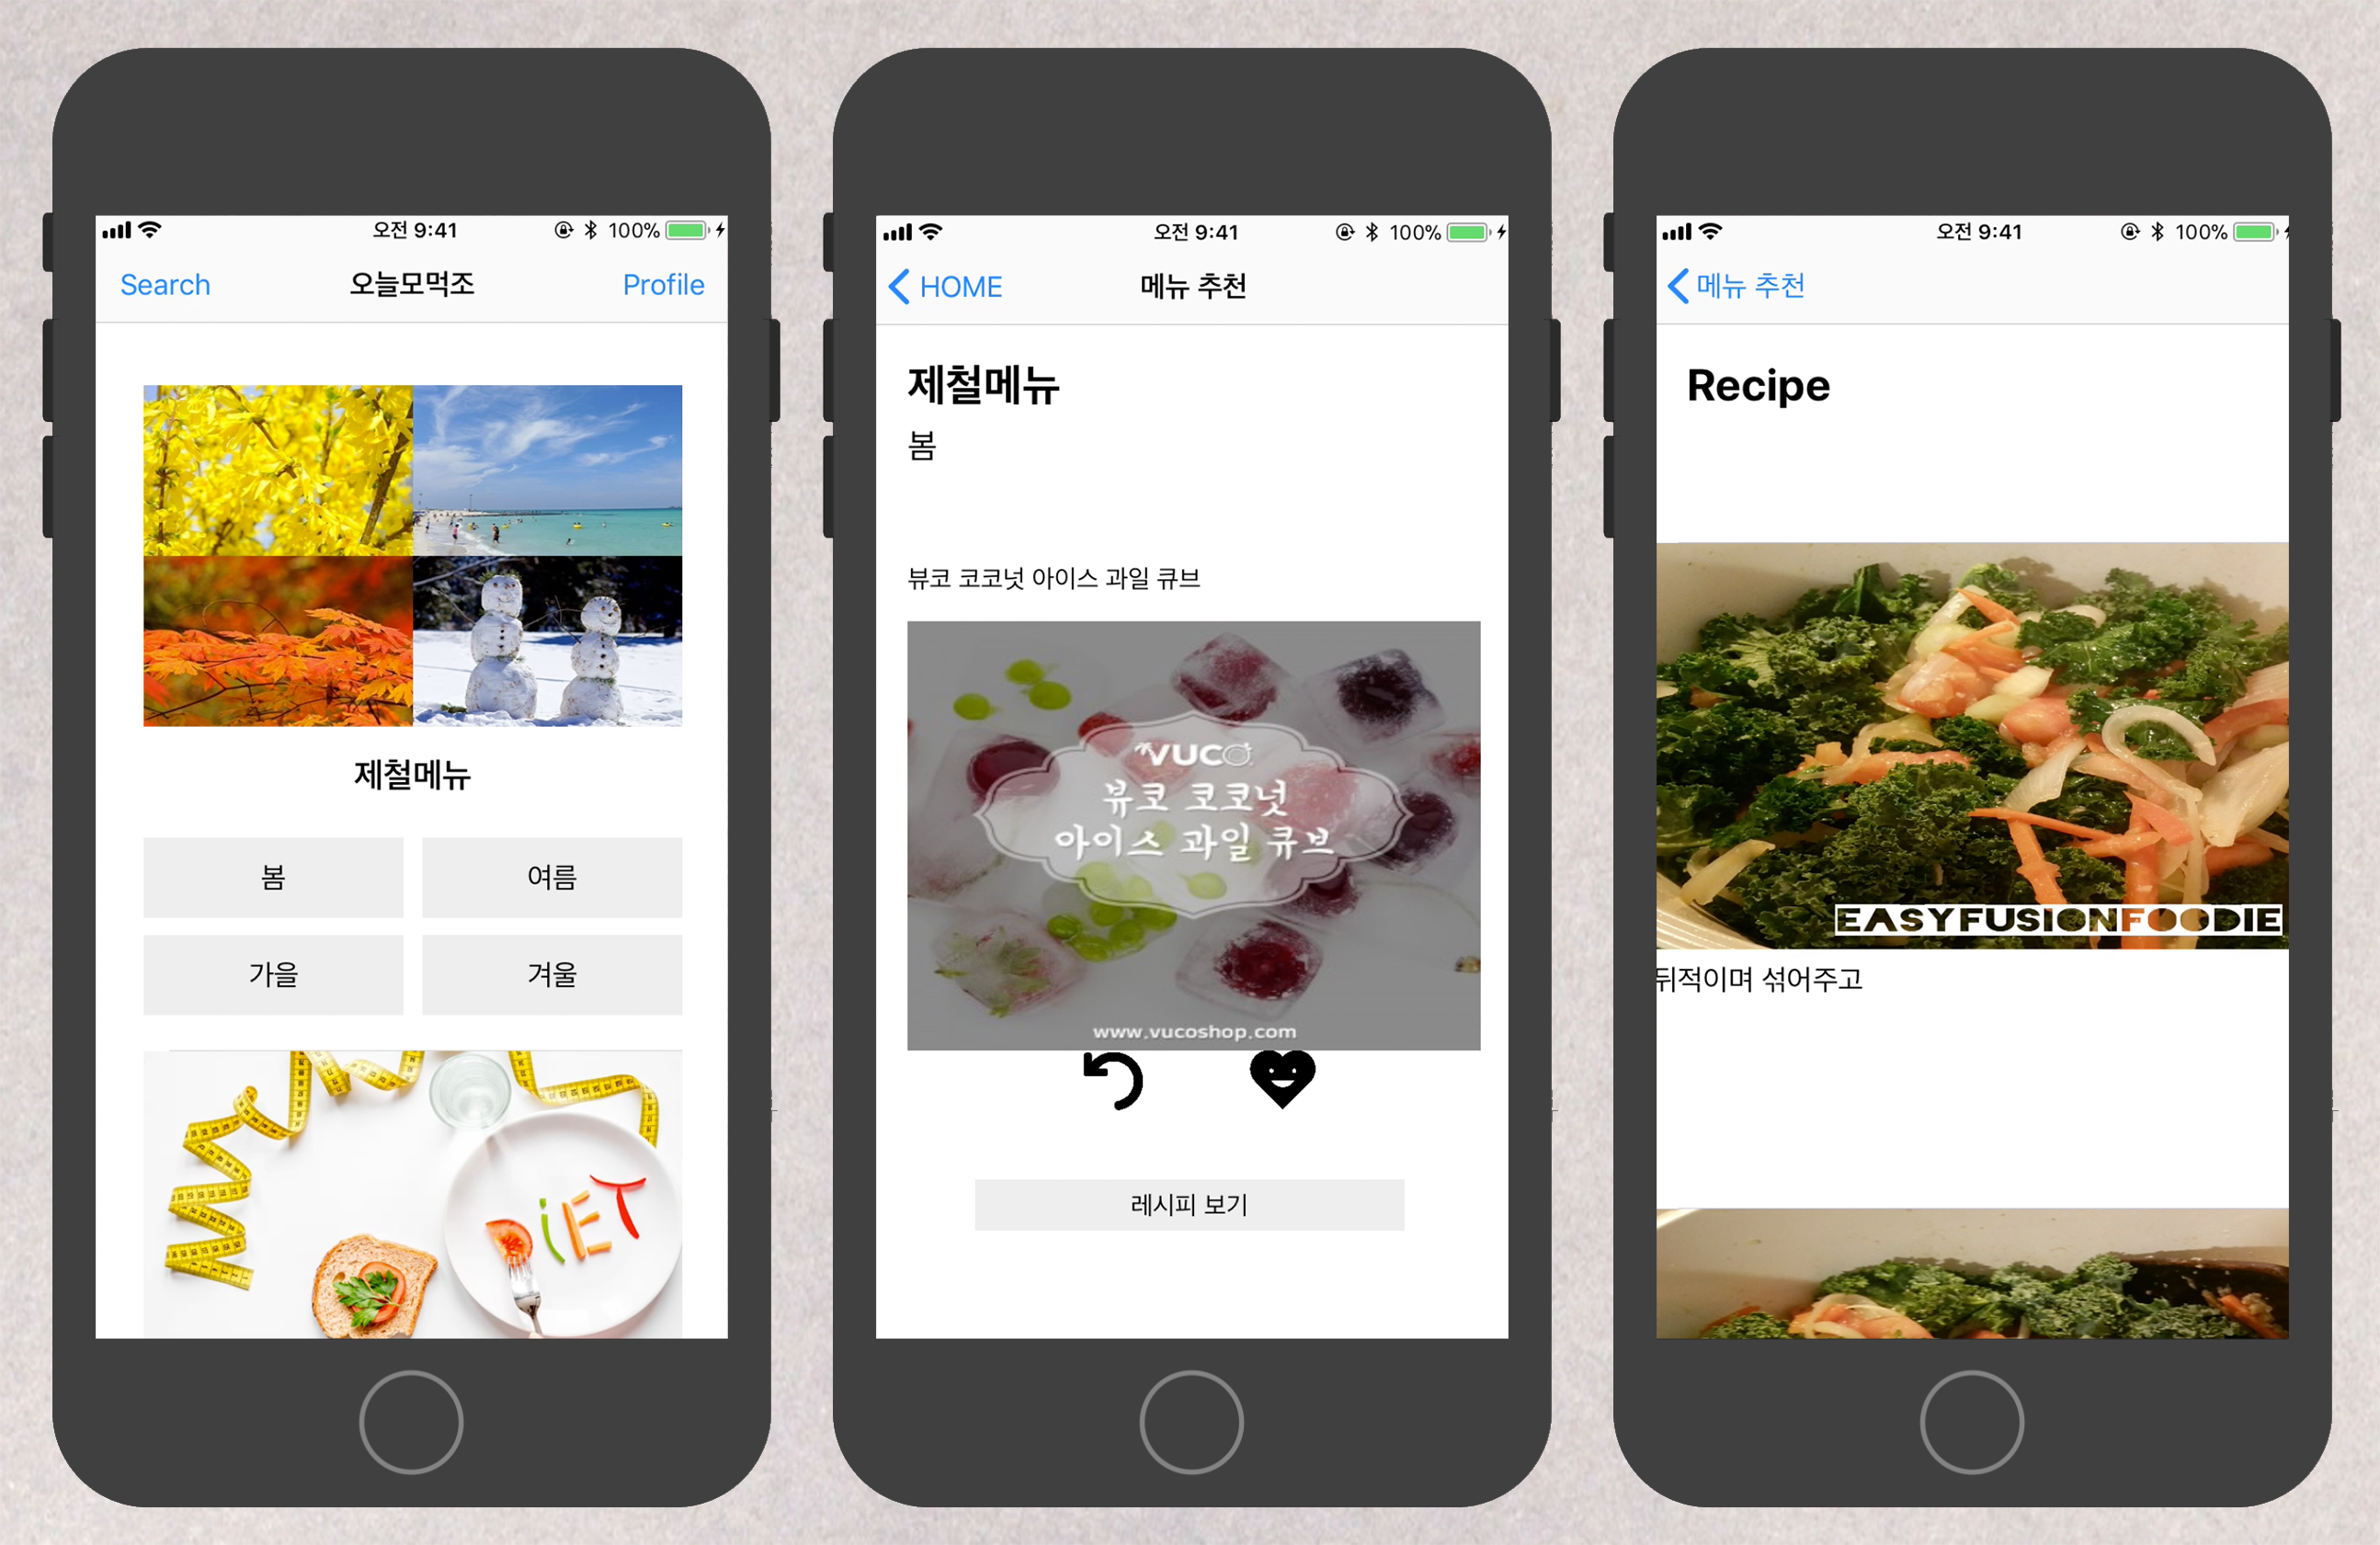 오전 9:41
100%
Search
오늘모먹조
Profile
제철메뉴
봄
여름
가을
겨울
DiET
오전 9:41
100%
HOME
메뉴 추천
제철메뉴
봄
뷰코 코코넛 아이스 과일 큐브
VUCO
뷰코 코코넛
아이스 과일 큐브
www.vucoshop.com
레시피 보기
오전 9:41
100%
메뉴 추천
Recipe
EASYFUSIONFOODIE
뒤적이며 섞어주고